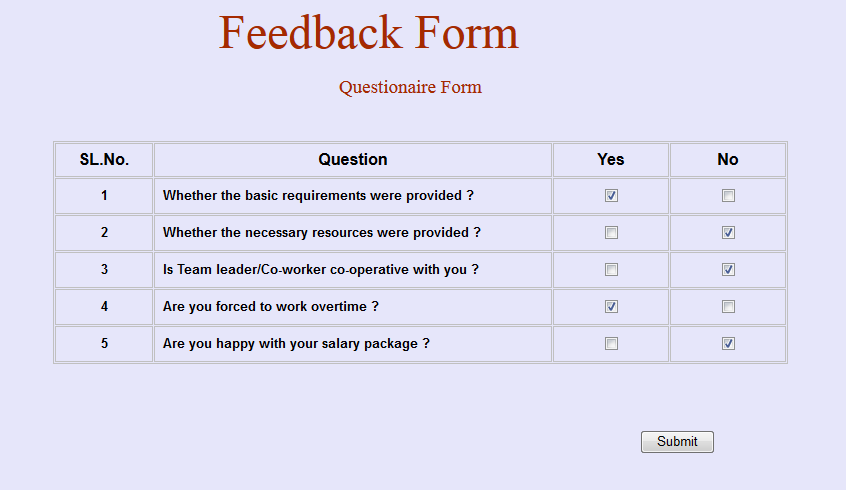 Feedback Form
Questionaire Form
SL.No. Question Yes No
1 Whether the basic requirements were provided ?
2 Whether the necessary resources were provided ?
3 Is Team leader/Co-worker co-operative with you ?
4 Are you forced to work overtime ?
5 Are you happy with your salary package ?
Submit